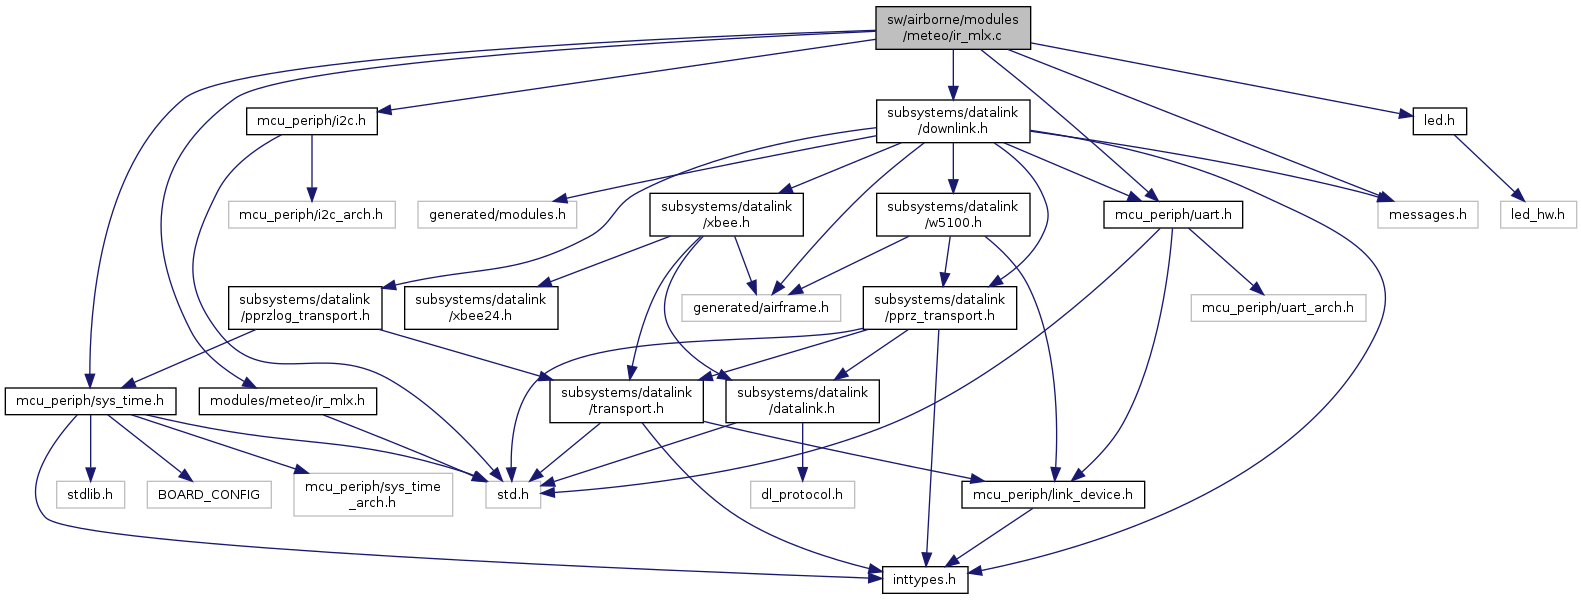 sw/airborne/modules
/meteo/ir_mlx.c
mcu_periph/i2c.h
subsystems/datalink
/downlink.h
led.h
mcu_periph/i2c_arch.h
generated/modules.h
subsystems/datalink
/xbee.h
subsystems/datalink
/w5100.h
mcu_periph/uart.h
messages.h
led_hw.h
subsystems/datalink
/pprzlog_transport.h
subsystems/datalink
/xbee24.h
generated/airframe.h
subsystems/datalink
/pprz_transport.h
mcu_periph/uart_arch.h
mcu_periph/sys_time.h
modules/meteo/ir_mlx.h
subsystems/datalink
/transport.h
subsystems/datalink
/datalink.h
stdlib.h
BOARD_CONFIG
mcu_periph/sys_time
_arch.h
std.h
dl_protocol.h
mcu_periph/link_device.h
inttypes.h